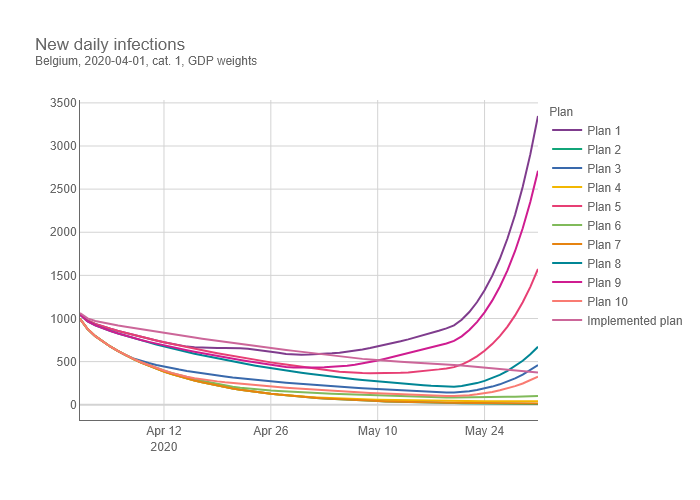 New daily infections
Belgium, 2020-04-01, cat. 1, GDP weights
3500
3000
2500
2000
1500
1000
500
0
Apr 12
2020
Apr 26
May 10
May 24
Plan
Plan 1
Plan 2
Plan 3
Plan 4
Plan 5
Plan 6
Plan 7
Plan 8
Plan 9
Plan 10
Implemented plan